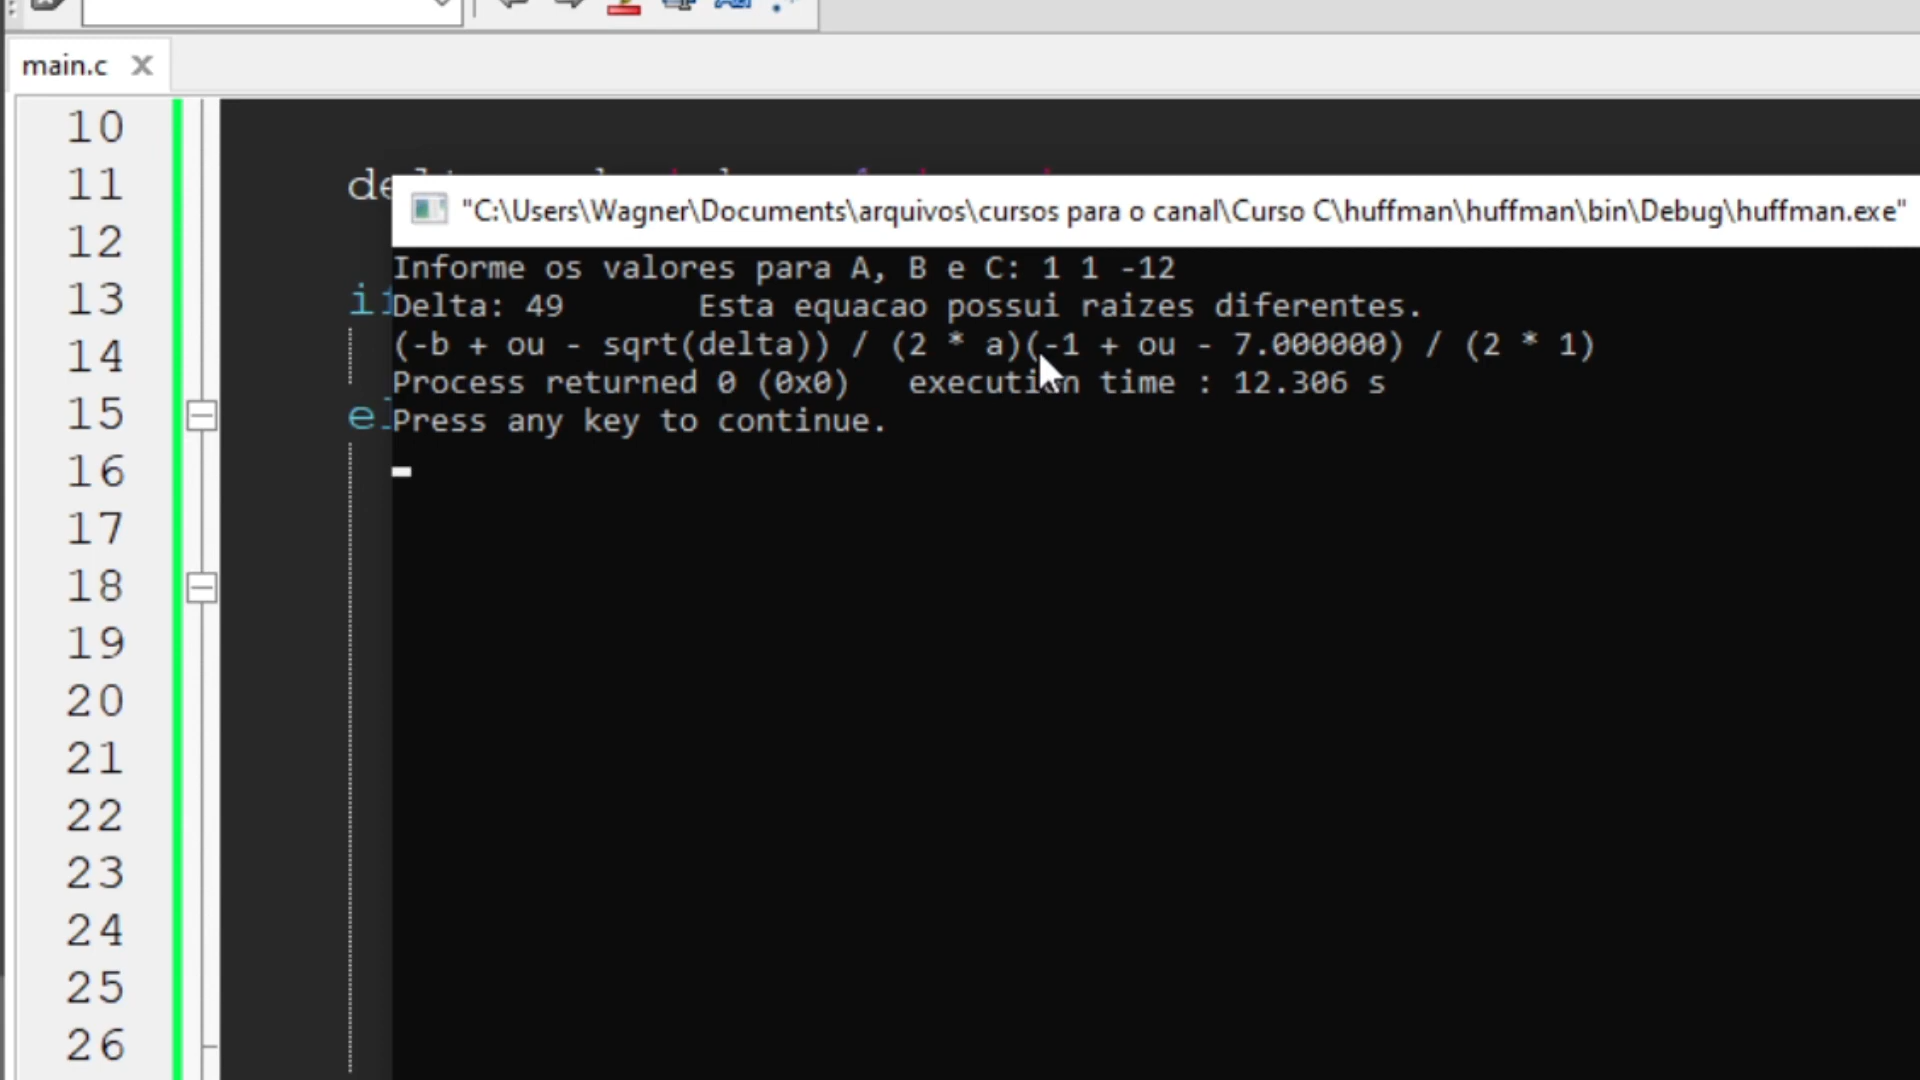 main.c
10
11 de
"C:\Users\Wagner\Documents\arquivos\cursos para o canal\Curso C\huffman\huffman\bin\Debug\huffman.exe"
12
Informe os valores para A, B e C: 1 1 -12
13
Delta: 49 Esta equacao possui raizes diferentes.
14
(-b + ou - sqrt(delta)) / (2 * a)(-1 + ou - 7.000000) / (2 * 1)
Process returned 0 (0x0) execution time : 12.306 s
15
Press any key to continue.
16
17
18
19
20
21
22
23
24
25
26